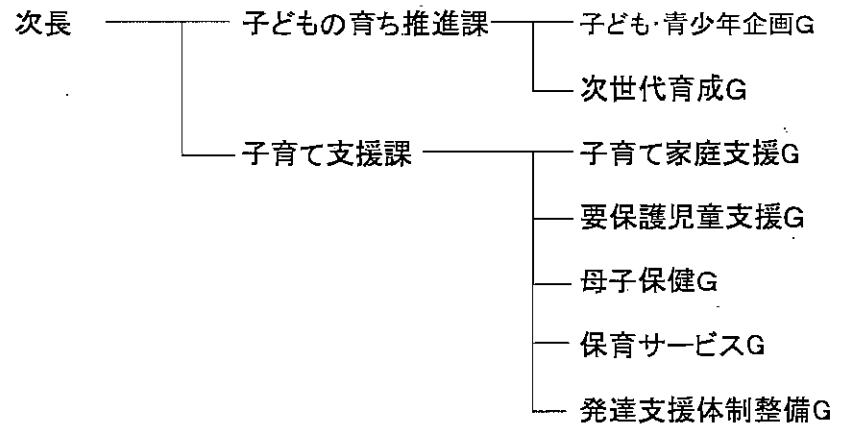 次長 子どもの育ち推進課 子ども・青少年企画G
次世代育成G
子育て支援課 子育て家庭支援G
要保護児童支援G
母子保健G
保育サービスG
発達支援体制整備G